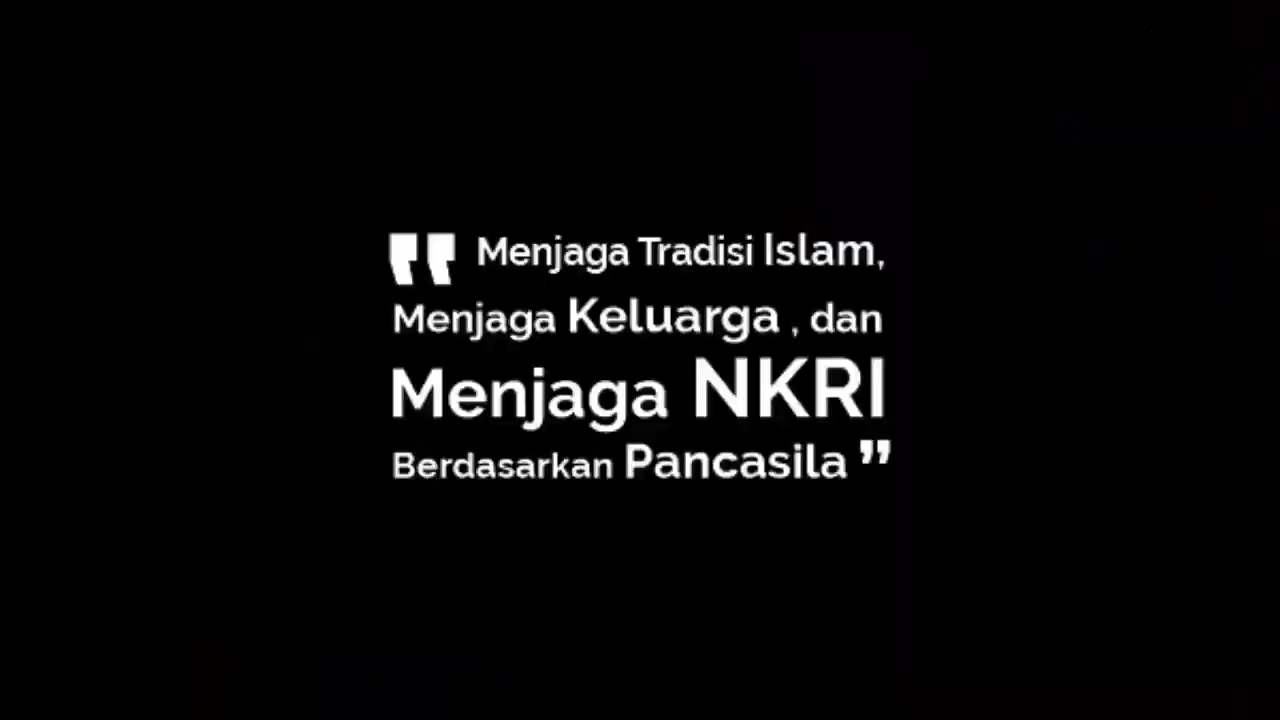 " Menjaga Tradisi Islam,
Menjaga Keluarga , dan
Menjaga NKRI
Berdasarkan Pancasila "